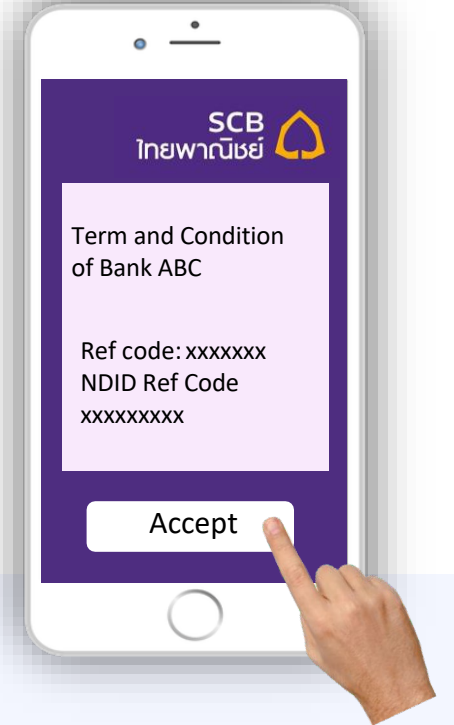 SCB
ไทยพาณิชย์
Term and Condition
of Bank ABC
Ref code: xxxxxxx
NDID Ref Code
xxxxxxxxx
Accept